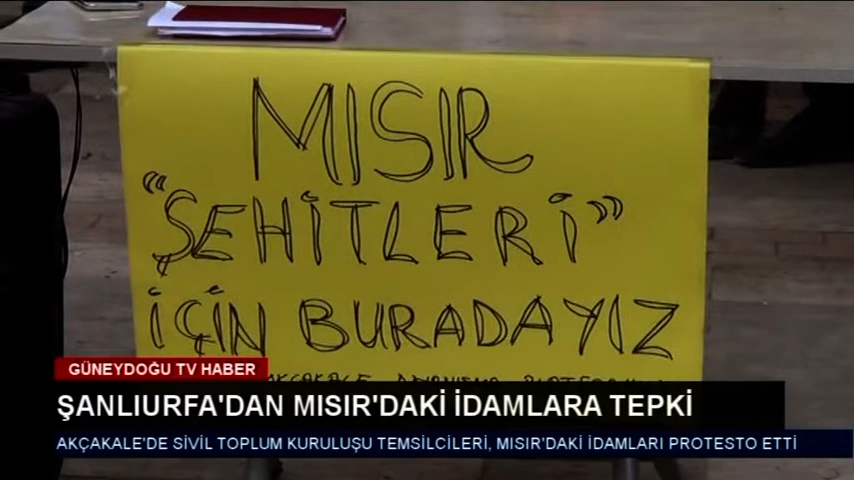 MISIR
"ŞEHİTLERİ"
İÇİN BURADAYIZ
GÜNEYDOĞU TV HABER
ŞANLIURFA'DAN MISIR'DAKİ İDAMLARA TEPKİ
AKÇAKALE'DE SİVİL TOPLUM KURULUŞU TEMSİLCİLERİ, MISIR'DAKİ İDAMLARI PROTESTO ETTİ